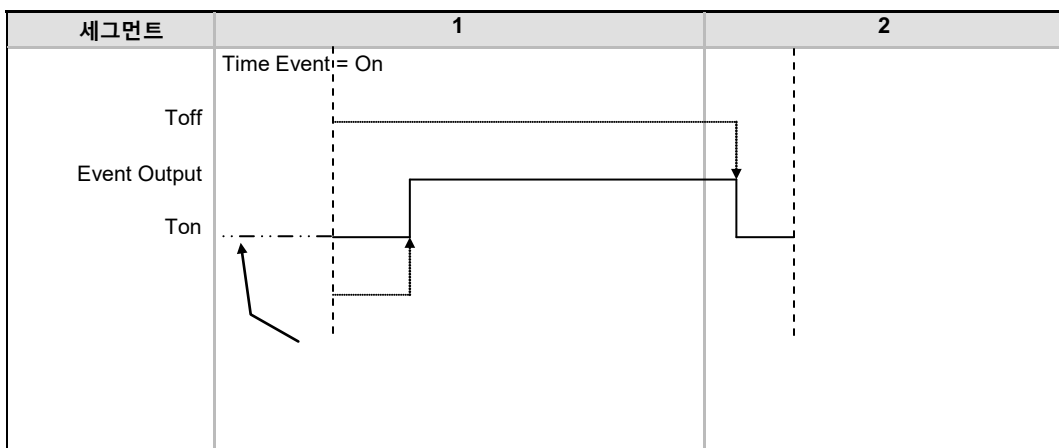 세그먼트 1 2
Time Event = On
Toff
Event Output
Ton